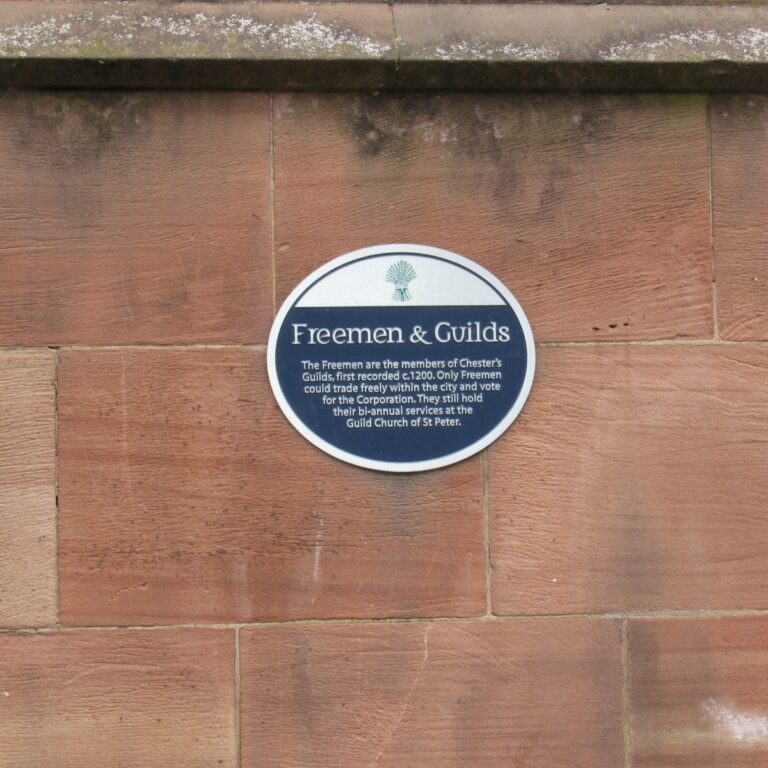 Freemen & Guilds
The Freemen are the members of Chester's
Guilds, first recorded c.1200. Only Freemen
could trade freely within the city and vote
for the Corporation. They still hold
their bi-annual services at the
Guild Church of St Peter.